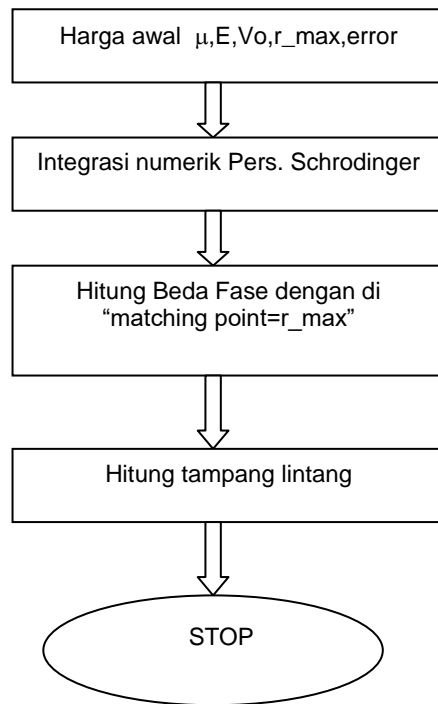 Harga awal μ,E,Vo,r_max,error
Integrasi numerik Pers. Schrodinger
Hitung Beda Fase dengan di
“matching point=r_max”
Hitung tampang lintang
STOP